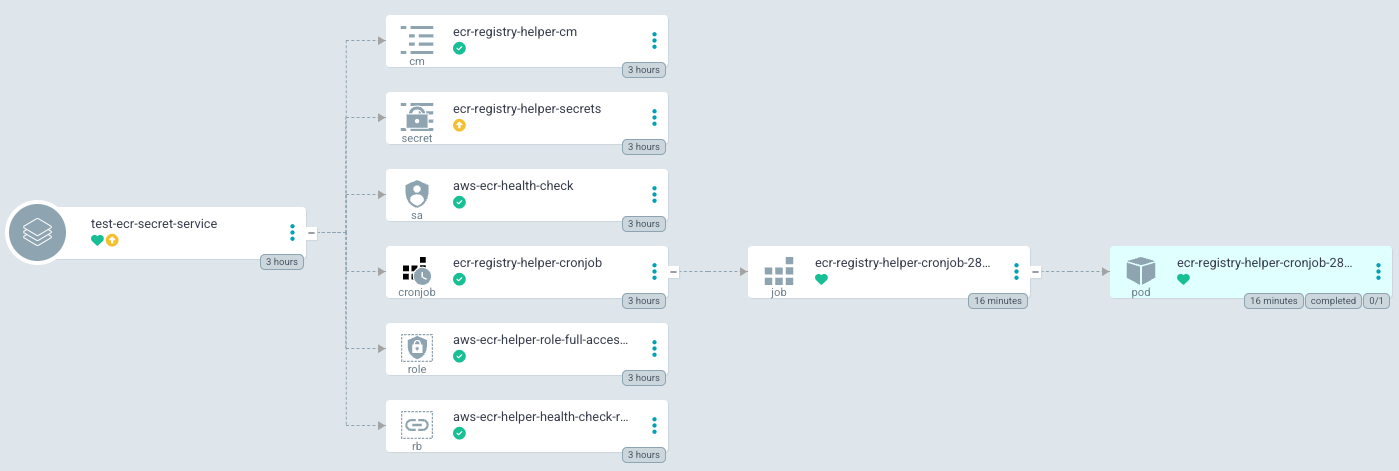 ecr-registry-helper-cm
cm
3 hours
ecr-registry-helper-secrets
secret
3 hours
aws-ecr-health-check
sa
3 hours
test-ecr-secret-service
3 hours
ecr-registry-helper-cronjob
cronjob
3 hours
ecr-registry-helper-cronjob-28...
job
16 minutes
ecr-registry-helper-cronjob-28...
pod
16 minutes completed 0/1
aws-ecr-helper-role-full-acces...
role
3 hours
aws-ecr-helper-health-check-r...
rb
3 hours